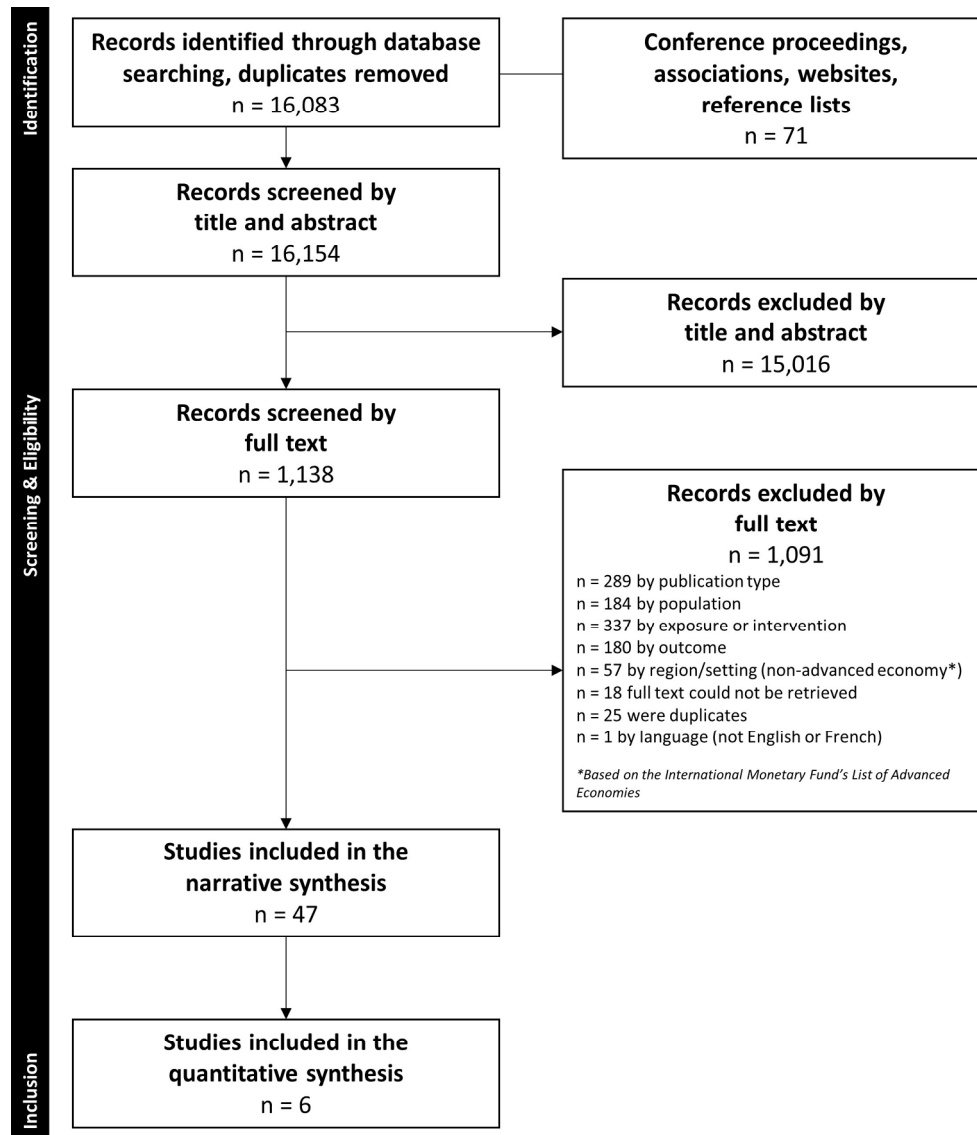 Identification
Records identified through database
searching, duplicates removed
n = 16,083
Conference proceedings,
associations, websites,
reference lists
n = 71
Screening & Eligibility
Records screened by
title and abstract
n = 16,154
Records excluded by
title and abstract
n = 15,016
Records screened by
full text
n = 1,138
Records excluded by
full text
n = 1,091
n = 289 by publication type
n = 184 by population
n = 337 by exposure or intervention
n = 180 by outcome
n = 57 by region/setting (non-advanced economy*)
n = 18 full text could not be retrieved
n = 25 were duplicates
n = 1 by language (not English or French)
*Based on the International Monetary Fund's List of Advanced
Economies
Studies included in the
narrative synthesis
n = 47
Inclusion
Studies included in the
quantitative synthesis
n = 6